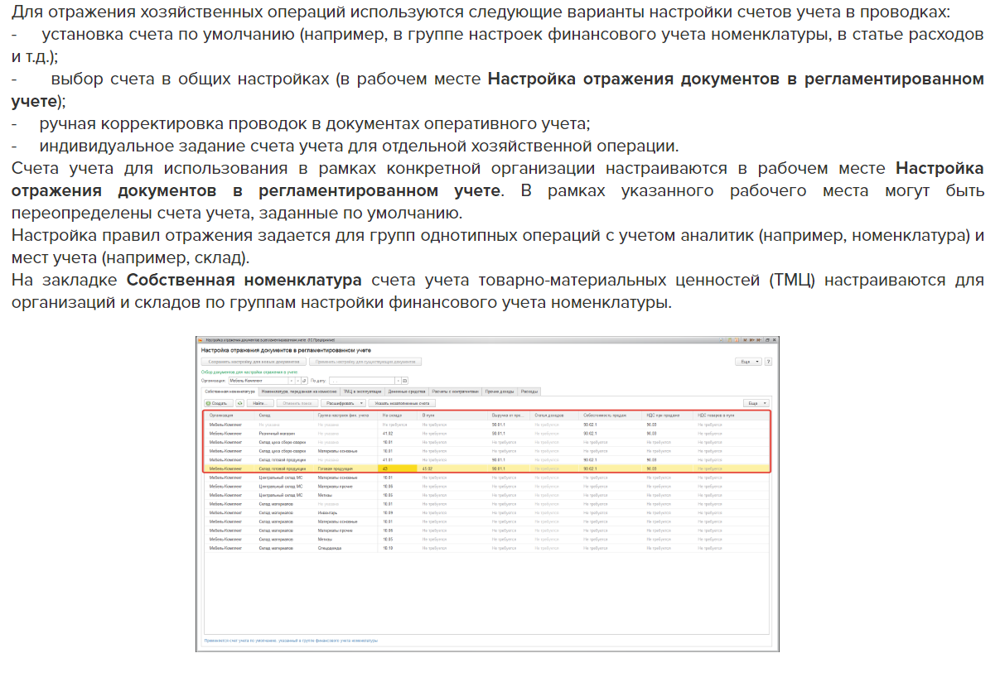 Для отражения хозяйственных операций используются следующие варианты настройки счетов учета в проводках:
- установка счета по умолчанию (например, в группе настроек финансового учета номенклатуры, в статье расходов
и т.д.);
- выбор счета в общих настройках (в рабочем месте Настройка отражения документов в регламентированном
учете);
- ручная корректировка проводок в документах оперативного учета;
- индивидуальное задание счета учета для отдельной хозяйственной операции.
Счета учета для использования в рамках конкретной организации настраиваются в рабочем месте Настройка
отражения документов в регламентированном учете. В рамках указанного рабочего места могут быть
переопределены счета учета, заданные по умолчанию.
Настройка правил отражения задается для групп однотипных операций с учетом аналитик (например, номенклатура) и
мест учета (например, склад).
На закладке Собственная номенклатура счета учета товарно-материальных ценностей (ТМЦ) настраиваются для
организаций и складов по группам настройки финансового учета номенклатуры.
Настройка отражения документов в регламентированном учете (1С:Предприятие)
Настройка отражения документов в регламентированном учете
Сохранить настройку для новых документов Применить настройку для существующих документов Еще ?
Отбор документов для настройки отражения в учете:
Организация: Мебель-Комплект По дату:
Собственная номенклатура Номенклатура, переданная на комиссию ТМЦ в эксплуатации Денежные средства Расчеты с контрагентами Прочие доходы Расходы
Создать Найти... Отменить поиск Расшифровать Указать незаполненные счета Еще
Организация Склад Группа настроек фин. учета На складе В пути Выручка от про... Статья доходов Себестоимость продаж НДС при продаже НДС товаров в пути
Мебель-Комплект Не указана Не указана Не требуется Не требуется 90.01.1 Не требуется 90.02.1 90.03 Не требуется
Мебель-Комплект Розничный магазин Не указана 41.02 Не требуется 90.01.1 Не требуется 90.02.1 90.03 Не требуется
Мебель-Комплект Склад цеха сборо-сварки Не указана 10.01 Не требуется Не требуется Не требуется Не требуется Не требуется Не требуется
Мебель-Комплект Склад цеха сборо-сварки Материалы основные 10.01 Не требуется Не требуется Не требуется Не требуется Не требуется Не требуется
Мебель-Комплект Склад готовой продукции Не указана 41.01 Не требуется 90.01.1 Не требуется 90.02.1 90.03 Не требуется
Мебель-Комплект Склад готовой продукции Готовая продукция 43 45.02 90.01.1 Не требуется 90.02.1 90.03 Не требуется
Мебель-Комплект Центральный склад МС Материалы основные 10.01 Не требуется Не требуется Не требуется Не требуется Не требуется Не требуется
Мебель-Комплект Центральный склад МС Материалы прочие 10.06 Не требуется Не требуется Не требуется Не требуется Не требуется Не требуется
Мебель-Комплект Центральный склад МС Метизы 10.05 Не требуется Не требуется Не требуется Не требуется Не требуется Не требуется
Мебель-Комплект Склад материалов Не указана 10.01 Не требуется Не требуется Не требуется Не требуется Не требуется Не требуется
Мебель-Комплект Склад материалов Инвентарь 10.09 Не требуется Не требуется Не требуется Не требуется Не требуется Не требуется
Мебель-Комплект Склад материалов Материалы основные 10.01 Не требуется Не требуется Не требуется Не требуется Не требуется Не требуется
Мебель-Комплект Склад материалов Материалы прочие 10.06 Не требуется Не требуется Не требуется Не требуется Не требуется Не требуется
Мебель-Комплект Склад материалов Метизы 10.05 Не требуется Не требуется Не требуется Не требуется Не требуется Не требуется
Мебель-Комплект Склад материалов Спецодежда 10.10 Не требуется Не требуется Не требуется Не требуется Не требуется Не требуется
Применяется счет учета по умолчанию, указанный в группе финансового учета номенклатуры